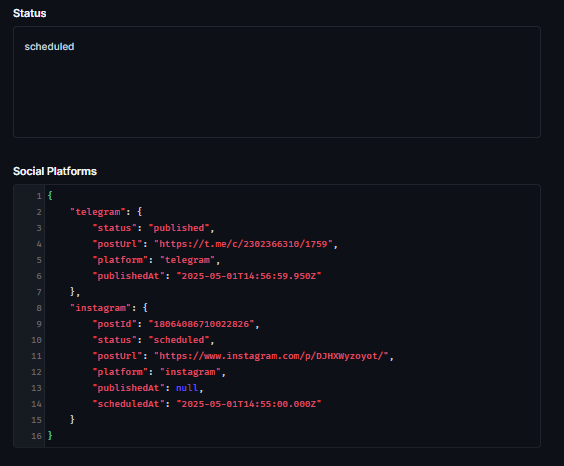 Status
scheduled
Social Platforms
1 {
2 "telegram": {
3 "status": "published",
4 "postUrl": "https://t.me/c/2302366310/1759",
5 "platform": "telegram",
6 "publishedAt": "2025-05-01T14:56:59.950Z"
7 },
8 "instagram": {
9 "postId": "18064086710022826",
10 "status": "scheduled",
11 "postUrl": "https://www.instagram.com/p/DJHXWyzoyot/",
12 "platform": "instagram",
13 "publishedAt": null,
14 "scheduledAt": "2025-05-01T14:55:00.000Z"
15 }
16 }